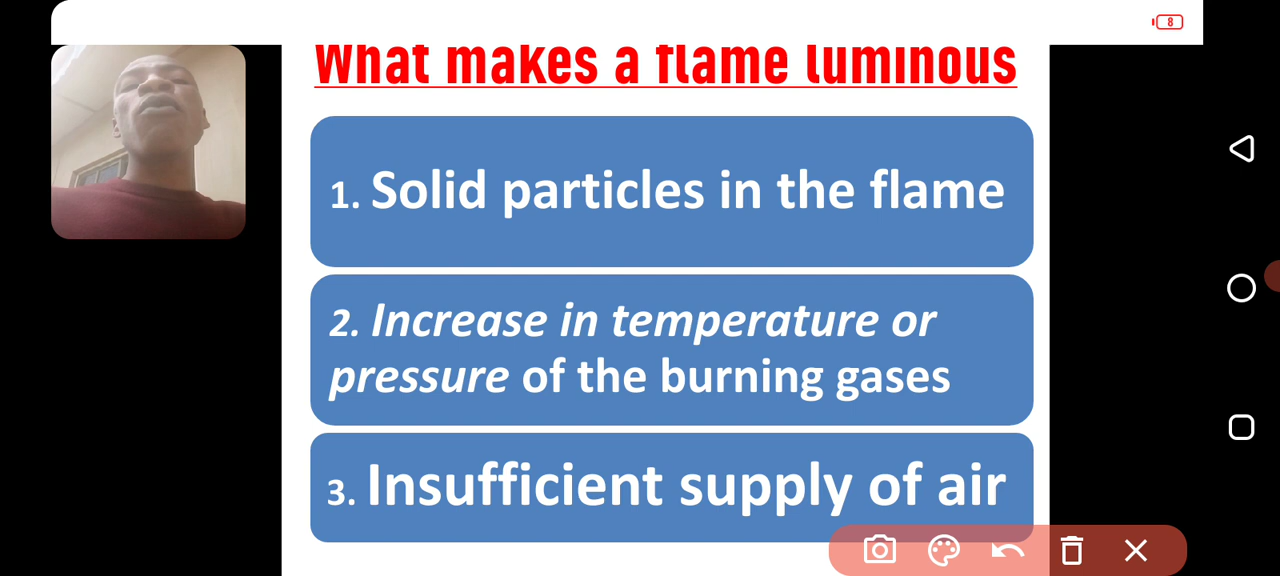 8
What makes a flame luminous
1. Solid particles in the flame
2. Increase in temperature or
pressure of the burning gases
3. Insufficient supply of air